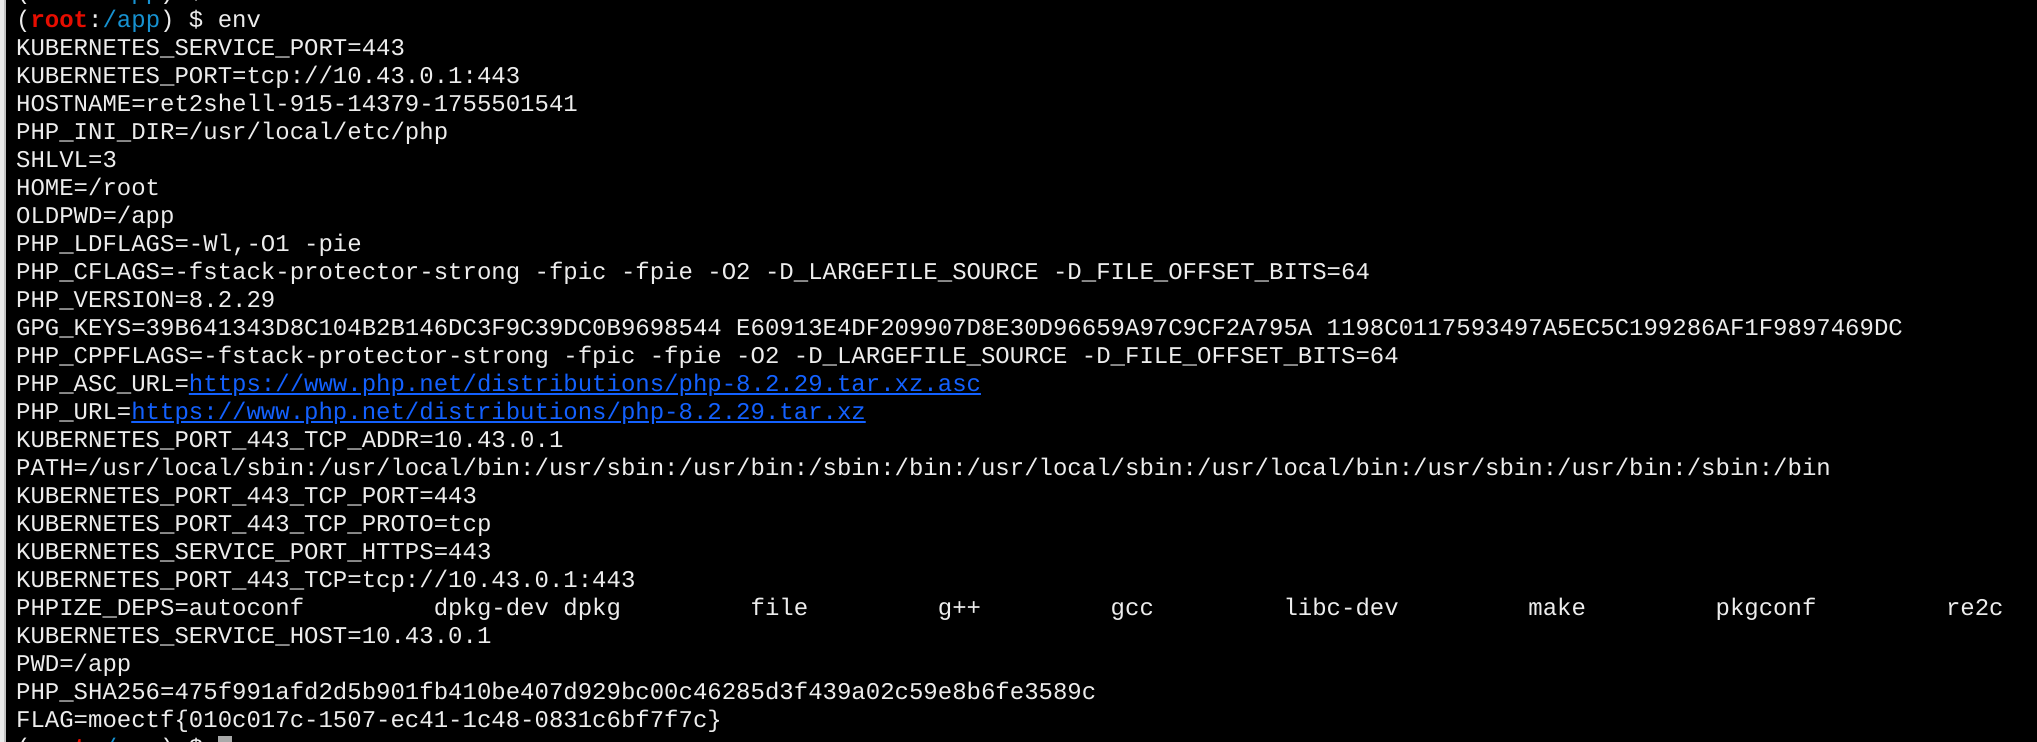 (root:/app) $ env
KUBERNETES_SERVICE_PORT=443
KUBERNETES_PORT=tcp://10.43.0.1:443
HOSTNAME=ret2shell-915-14379-1755501541
PHP_INI_DIR=/usr/local/etc/php
SHLVL=3
HOME=/root
OLDPWD=/app
PHP_LDFLAGS=-Wl,-O1 -pie
PHP_CFLAGS=-fstack-protector-strong -fpic -fpie -O2 -D_LARGEFILE_SOURCE -D_FILE_OFFSET_BITS=64
PHP_VERSION=8.2.29
GPG_KEYS=39B641343D8C104B2B146DC3F9C39DC0B9698544 E60913E4DF209907D8E30D96659A97C9CF2A795A 1198C0117593497A5EC5C199286AF1F9897469DC
PHP_CPPFLAGS=-fstack-protector-strong -fpic -fpie -O2 -D_LARGEFILE_SOURCE -D_FILE_OFFSET_BITS=64
PHP_ASC_URL=https://www.php.net/distributions/php-8.2.29.tar.xz.asc
PHP_URL=https://www.php.net/distributions/php-8.2.29.tar.xz
KUBERNETES_PORT_443_TCP_ADDR=10.43.0.1
PATH=/usr/local/sbin:/usr/local/bin:/usr/sbin:/usr/bin:/sbin:/bin:/usr/local/sbin:/usr/local/bin:/usr/sbin:/usr/bin:/sbin:/bin
KUBERNETES_PORT_443_TCP_PORT=443
KUBERNETES_PORT_443_TCP_PROTO=tcp
KUBERNETES_SERVICE_PORT_HTTPS=443
KUBERNETES_PORT_443_TCP=tcp://10.43.0.1:443
PHPIZE_DEPS=autoconf         dpkg-dev dpkg         file         g++         gcc         libc-dev         make         pkgconf         re2c
KUBERNETES_SERVICE_HOST=10.43.0.1
PWD=/app
PHP_SHA256=475f991afd2d5b901fb410be407d929bc00c46285d3f439a02c59e8b6fe3589c
FLAG=moectf{010c017c-1507-ec41-1c48-0831c6bf7f7c}